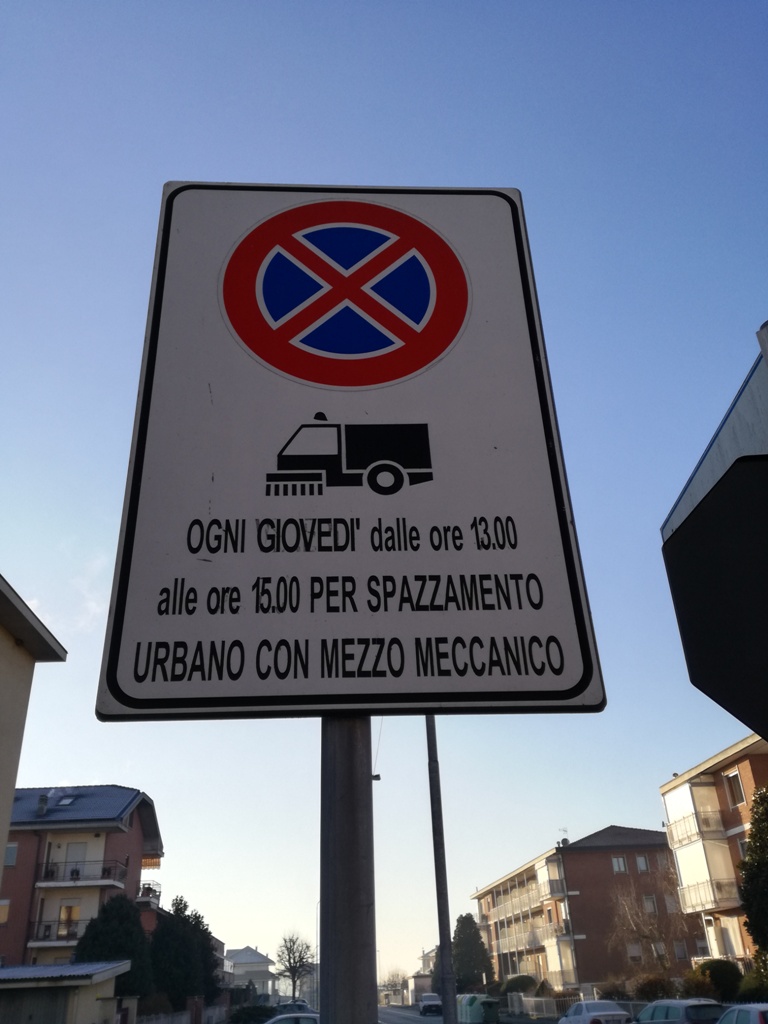 OGNI GIOVEDI' dalle ore 13.00
alle ore 15.00 PER SPAZZAMENTO
URBANO CON MEZZO MECCANICO